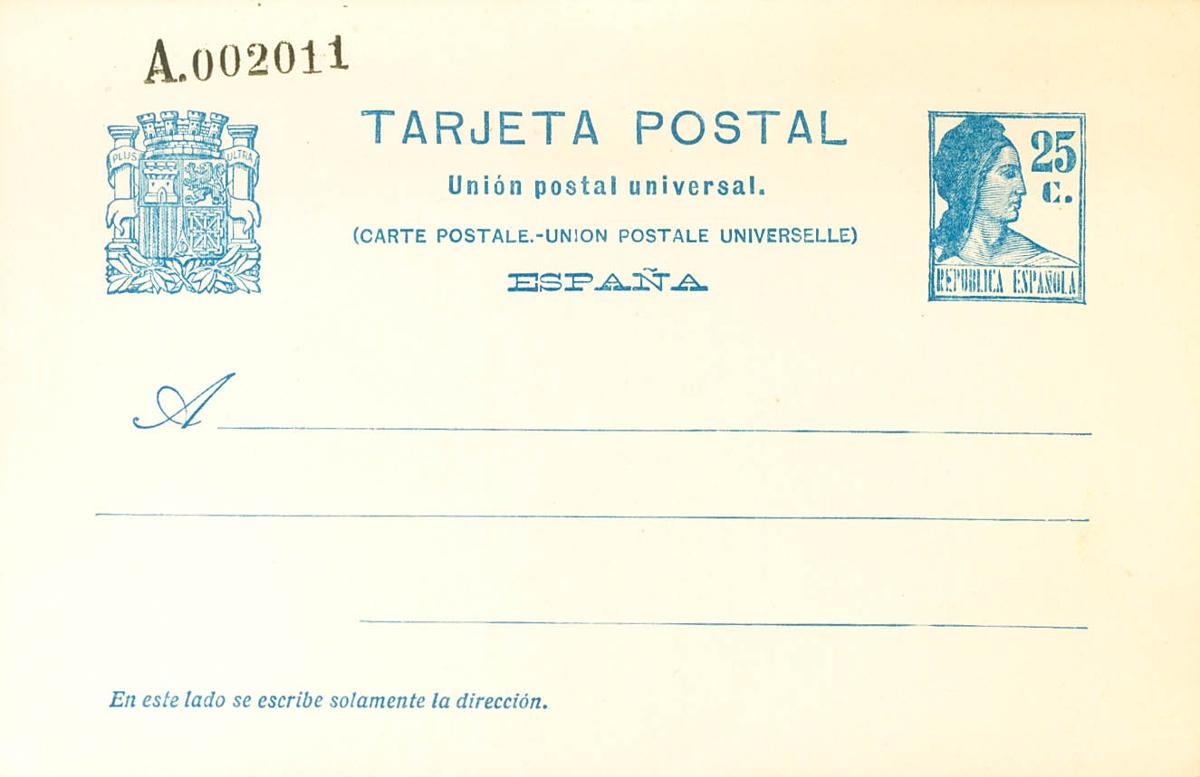 A.002011
PLUS ULTRA
TARJETA POSTAL
Unión postal universal.
(CARTE POSTALE.-UNION POSTALE UNIVERSELLE)
ESPAÑA
25
C.
REPUBLICA ESPAÑOLA
A
En este lado se escribe solamente la dirección.